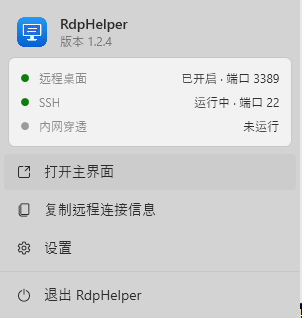 RdpHelper
版本 1.2.4
远程桌面 已开启 · 端口 3389
SSH 运行中 · 端口 22
内网穿透 未运行
打开主界面
复制远程连接信息
设置
退出 RdpHelper